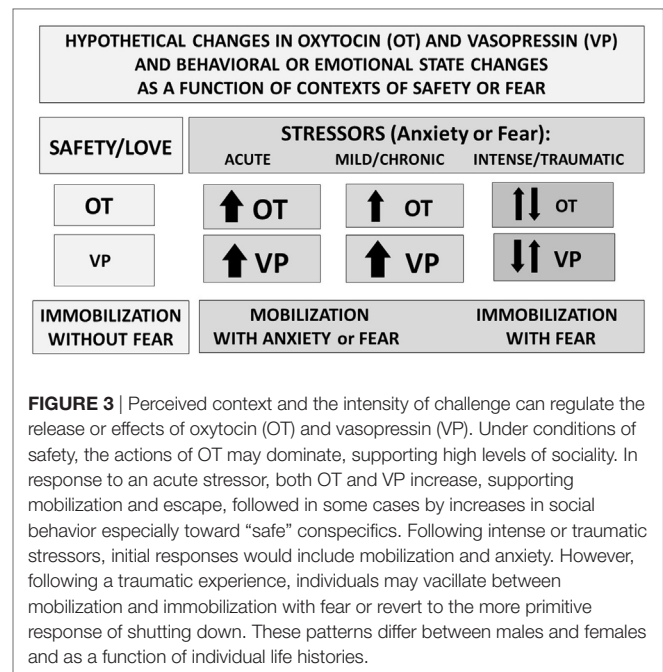 HYPOTHETICAL CHANGES IN OXYTOCIN (OT) AND VASOPRESSIN (VP)
AND BEHAVIORAL OR EMOTIONAL STATE CHANGES
AS A FUNCTION OF CONTEXTS OF SAFETY OR FEAR
SAFETY/LOVE
STRESSORS (Anxiety or Fear):
ACUTE MILD/CHRONIC INTENSE/TRAUMATIC
OT OT OT OT
VP VP VP VP
IMMOBILIZATION
WITHOUT FEAR
MOBILIZATION
WITH ANXIETY or FEAR
IMMOBILIZATION
WITH FEAR
FIGURE 3 | Perceived context and the intensity of challenge can regulate the
release or effects of oxytocin (OT) and vasopressin (VP). Under conditions of
safety, the actions of OT may dominate, supporting high levels of sociality. In
response to an acute stressor, both OT and VP increase, supporting
mobilization and escape, followed in some cases by increases in social
behavior especially toward “safe” conspecifics. Following intense or traumatic
stressors, initial responses would include mobilization and anxiety. However,
following a traumatic experience, individuals may vacillate between
mobilization and immobilization with fear or revert to the more primitive
response of shutting down. These patterns differ between males and females
and as a function of individual life histories.